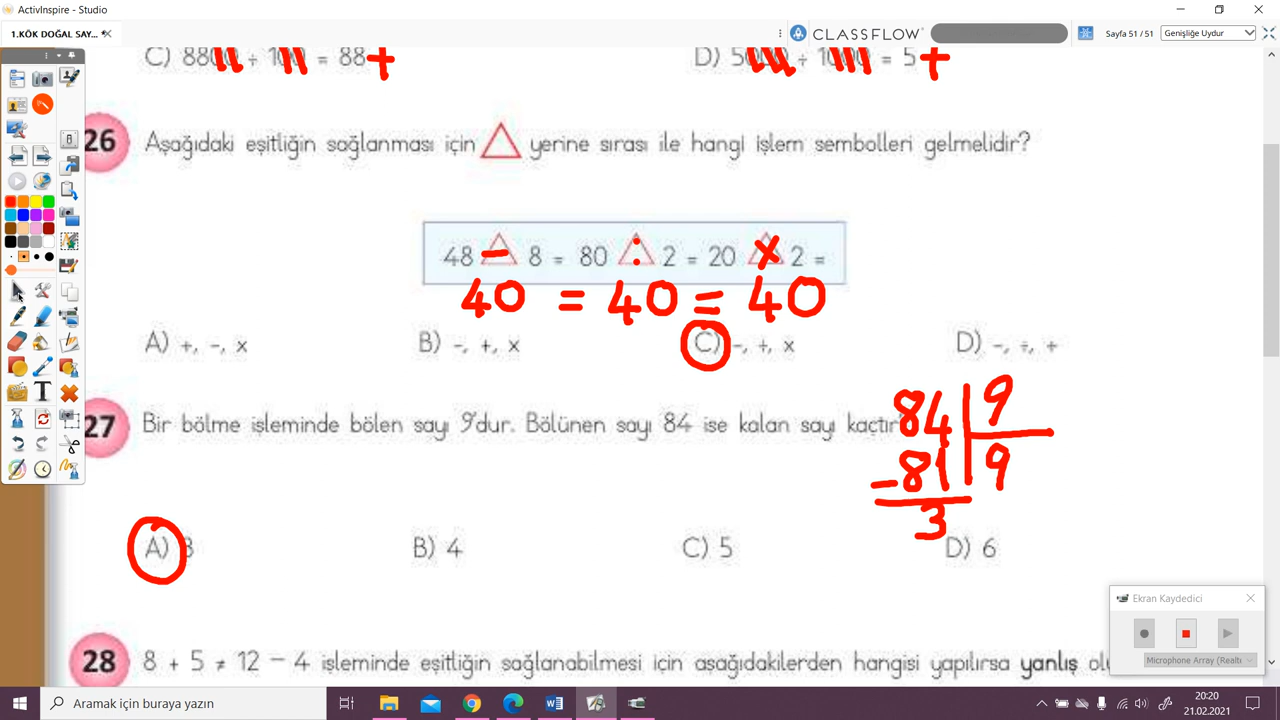 ActivInspire - Studio
1.KÖK DOĞAL SAY...
CLASSFLOW
Sayfa 51 / 51
Genişliğe Uydur
C) 8800 ÷ 100 = 88 +
D) 5000 ÷ 1000 = 5 +
26 Aşağıdaki eşitliğin sağlanması için △ yerine sırası ile hangi işlem sembolleri gelmelidir?
48 - 8 = 80 : 2 = 20 x 2 =
40 = 40 = 40
A) +, -, x
B) -, ÷, x
C) -, ÷, x
D) -, ÷, +
27 Bir bölme işleminde bölen sayı 9'dur. Bölünen sayı 84 ise kalan sayı kaçtır
84 9
-81 9
3
A) 3
B) 4
C) 5
D) 6
28 8 + 5 ≠ 12 - 4 işleminde eşitliğin sağlanabilmesi için aşağıdakilerden hangisi yapılırsa yanlış
Ekran Kaydedici
Microphone Array (Realt
Aramak için buraya yazın
20:20
21.02.2021